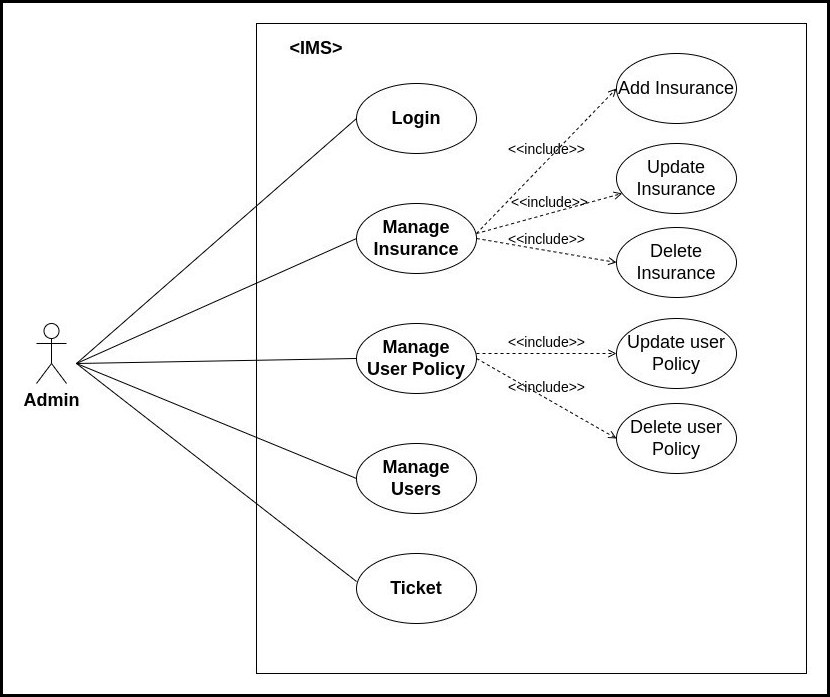 <IMS>
Login
Manage
Insurance
Manage
User Policy
Manage
Users
Ticket
Admin
<<include>>
<<include>>
<<include>>
<<include>>
<<include>>
Add Insurance
Update
Insurance
Delete
Insurance
Update user
Policy
Delete user
Policy